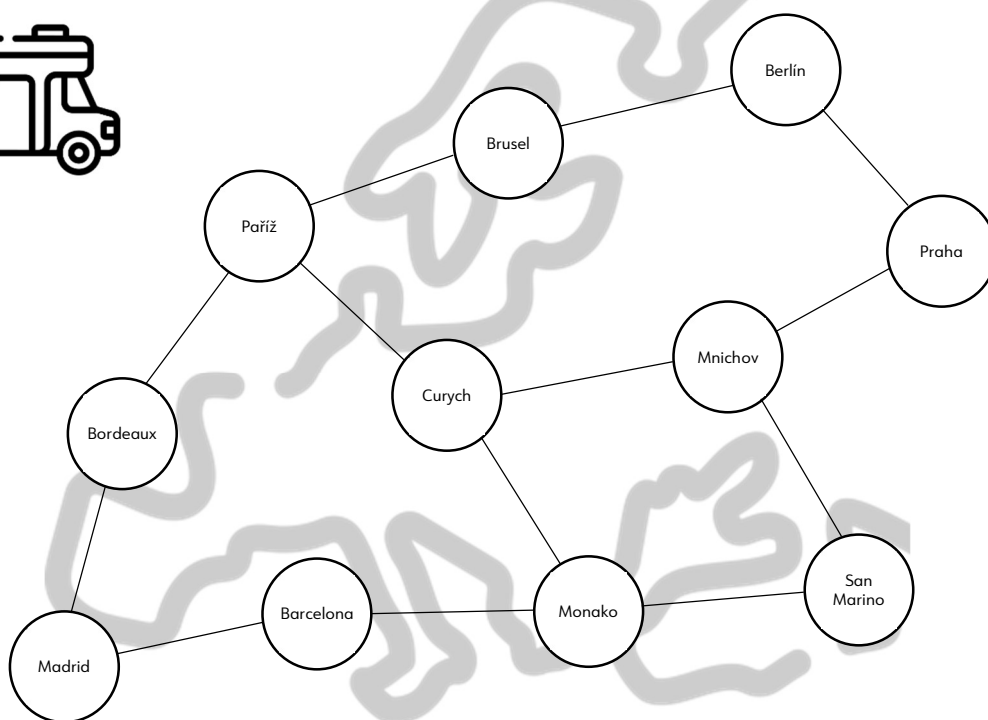 Berlín
Brusel
Paříž
Praha
Mnichov
Curych
Bordeaux
San
Marino
Barcelona
Monako
Madrid